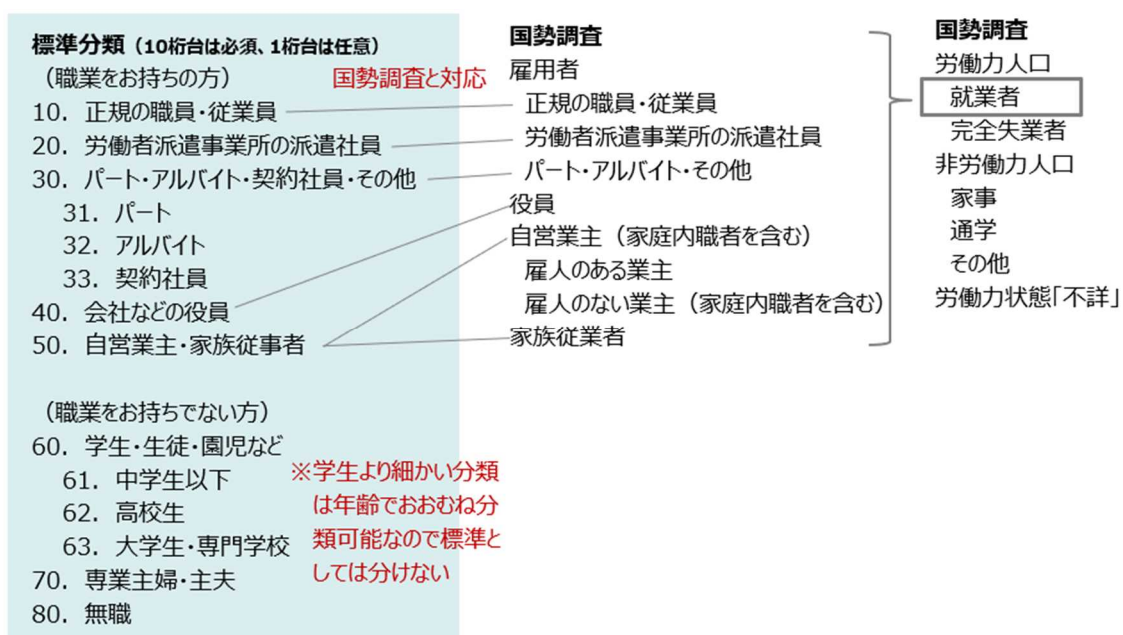 標準分類（10桁台は必須、1桁台は任意）
（職業をお持ちの方）
国勢調査と対応
10．正規の職員・従業員
20．労働者派遣事業所の派遣社員
30．パート・アルバイト・契約社員・その他
31．パート
32．アルバイト
33．契約社員
40．会社などの役員
50．自営業主・家族従事者
（職業をお持ちでない方）
60．学生・生徒・園児など
61．中学生以下
62．高校生
63．大学生・専門学校
70．専業主婦・主夫
80．無職
※学生より細かい分類
は年齢でおおむね分
類可能なので標準と
しては分けない
国勢調査
雇用者
正規の職員・従業員
労働者派遣事業所の派遣社員
パート・アルバイト・その他
役員
自営業主（家庭内職者を含む）
雇人のある業主
雇人のない業主（家庭内職者を含む）
家族従業者
国勢調査
労働力人口
就業者
完全失業者
非労働力人口
家事
通学
その他
労働力状態「不詳」